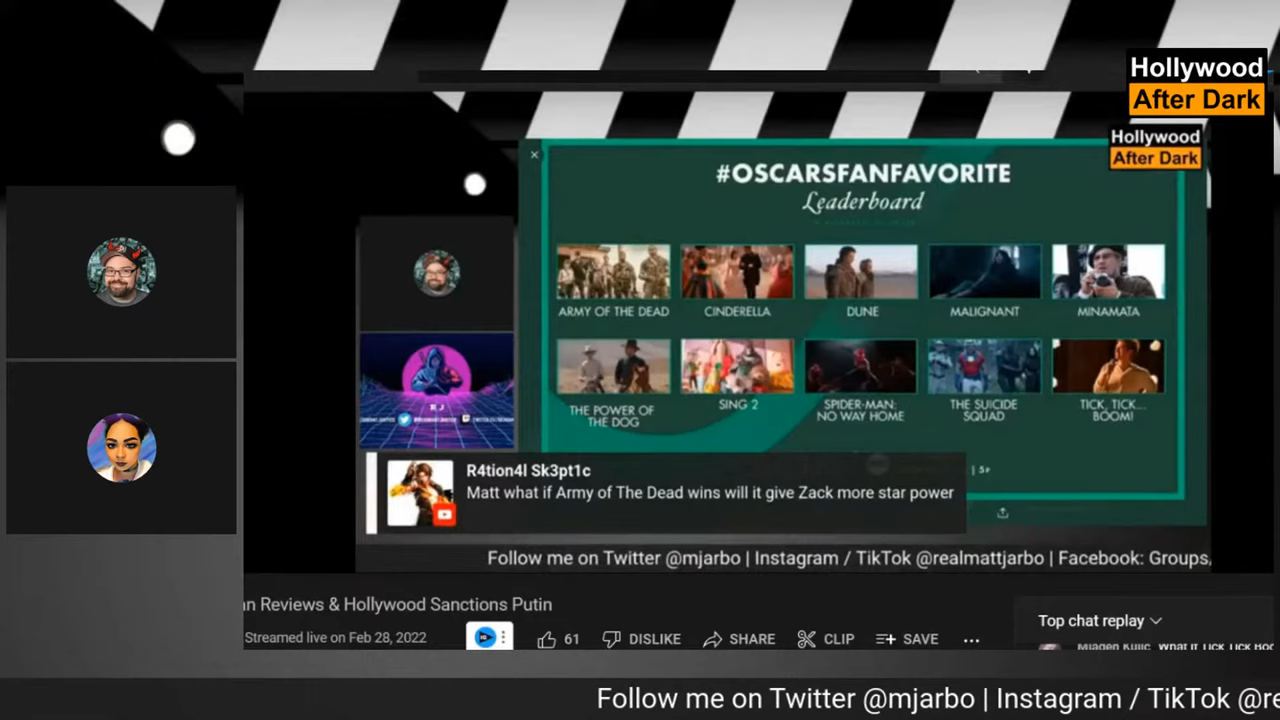 Hollywood
After Dark
Hollywood
After Dark
#OSCARSFANFAVORITE
Leaderboard
ARMY OF THE DEAD
CINDERELLA
DUNE
MALIGNANT
MINAMATA
THE POWER OF
THE DOG
SING 2
SPIDER-MAN:
NO WAY HOME
THE SUICIDE
SQUAD
TICK, TICK...
BOOM!
R4tion4l Sk3pt1c
Matt what if Army of The Dead wins will it give Zack more star power
Follow me on Twitter @mjarbo | Instagram / TikTok @realmattjarbo | Facebook: Groups,
n Reviews & Hollywood Sanctions Putin
Streamed live on Feb 28, 2022
61
DISLIKE
SHARE
CLIP
SAVE
Top chat replay
Follow me on Twitter @mjarbo | Instagram / TikTok @re